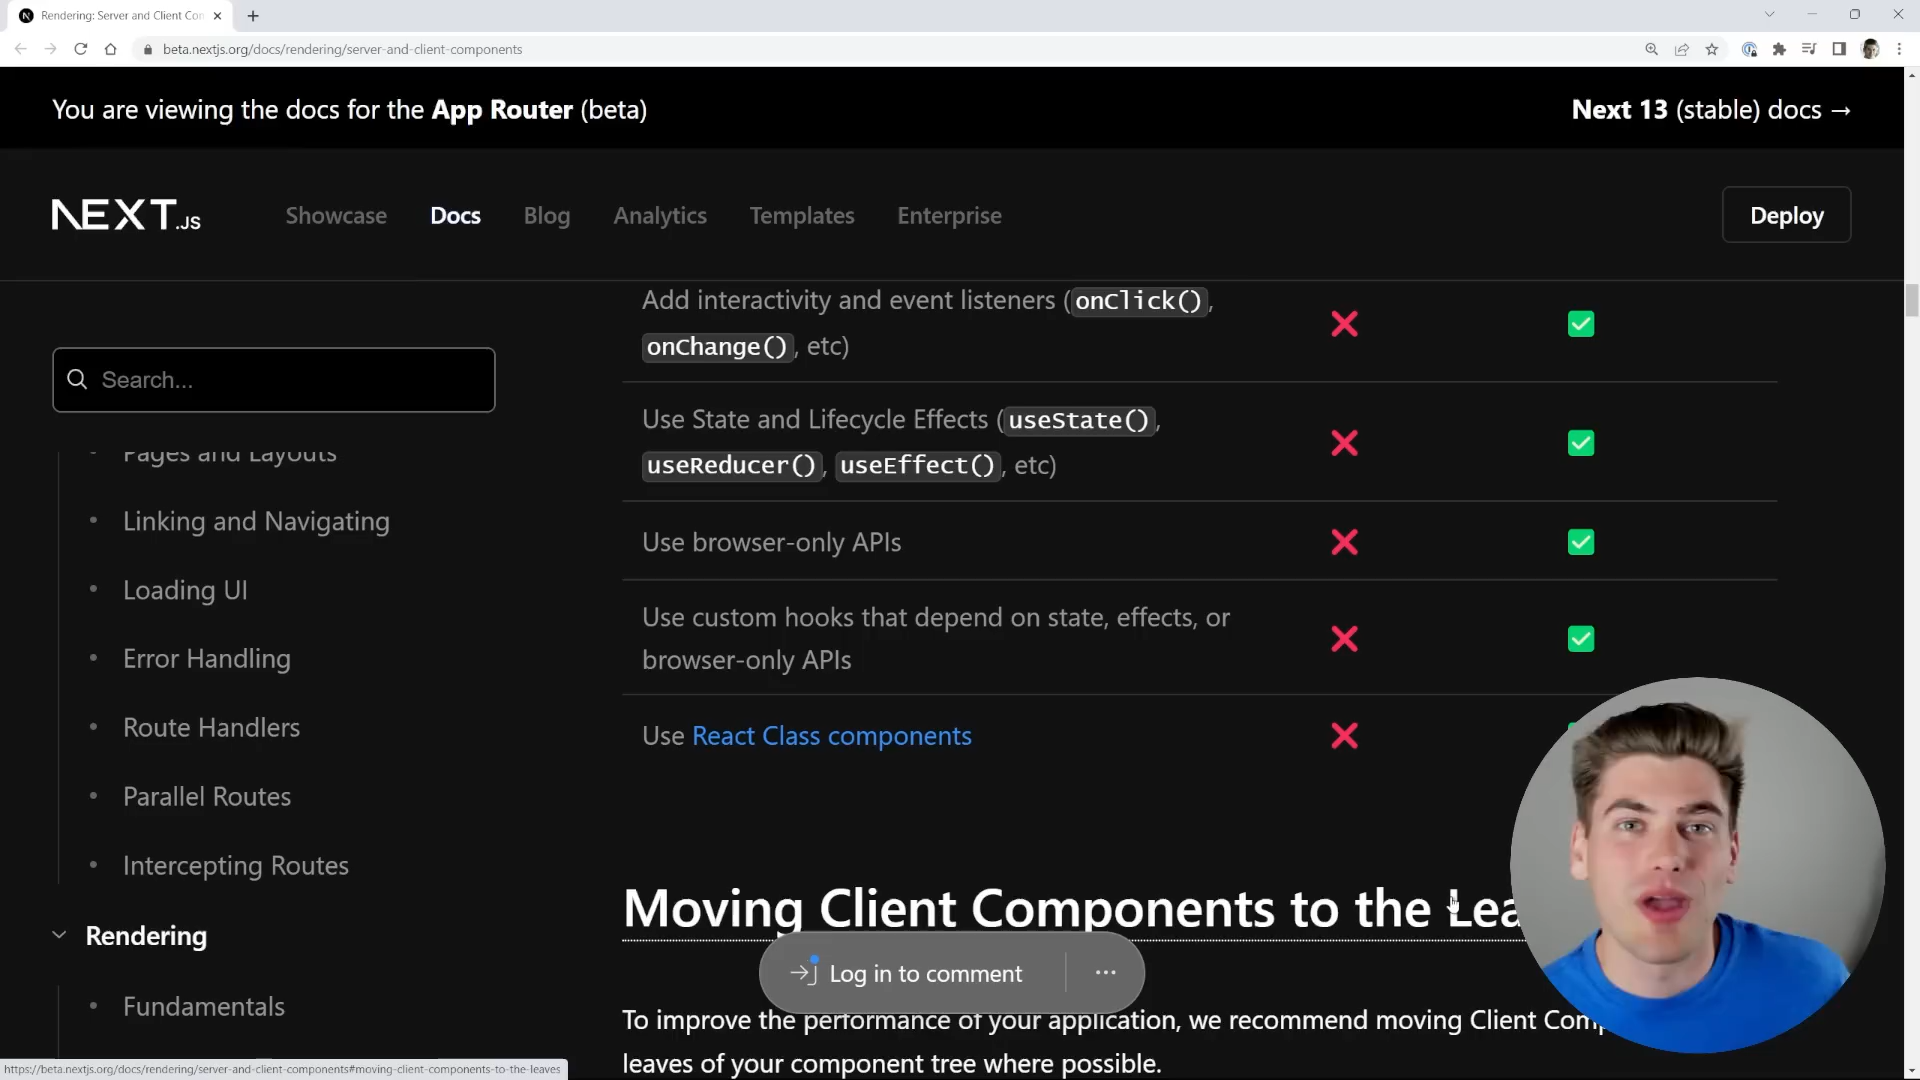 Rendering: Server and Client Con
beta.nextjs.org/docs/rendering/server-and-client-components
You are viewing the docs for the App Router (beta)
Next 13 (stable) docs →
NEXT.JS
Showcase
Docs
Blog
Analytics
Templates
Enterprise
Deploy
Search...
Pages and Layouts
Linking and Navigating
Loading UI
Error Handling
Route Handlers
Parallel Routes
Intercepting Routes
Rendering
Fundamentals
Add interactivity and event listeners (onClick(),
onChange(), etc)
Use State and Lifecycle Effects (useState(),
useReducer(), useEffect(), etc)
Use browser-only APIs
Use custom hooks that depend on state, effects, or
browser-only APIs
Use React Class components
Moving Client Components to the Lea
Log in to comment
To improve the performance of your application, we recommend moving Client Comp
leaves of your component tree where possible.
https://beta.nextjs.org/docs/rendering/server-and-client-components#moving-client-components-to-the-leaves